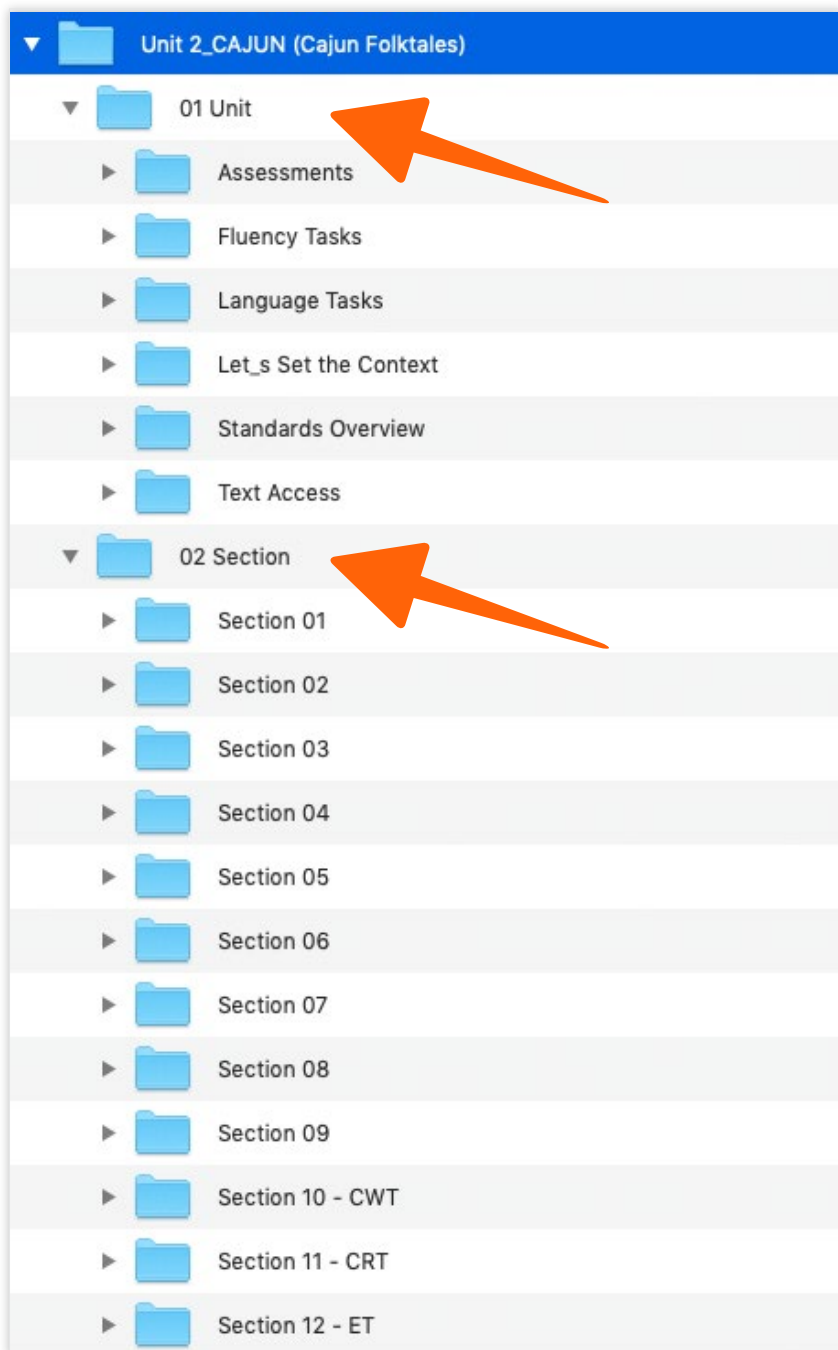 Unit 2_CAJUN (Cajun Folktales)
01 Unit
Assessments
Fluency Tasks
Language Tasks
Let_s Set the Context
Standards Overview
Text Access
02 Section
Section 01
Section 02
Section 03
Section 04
Section 05
Section 06
Section 07
Section 08
Section 09
Section 10 - CWT
Section 11 - CRT
Section 12 - ET